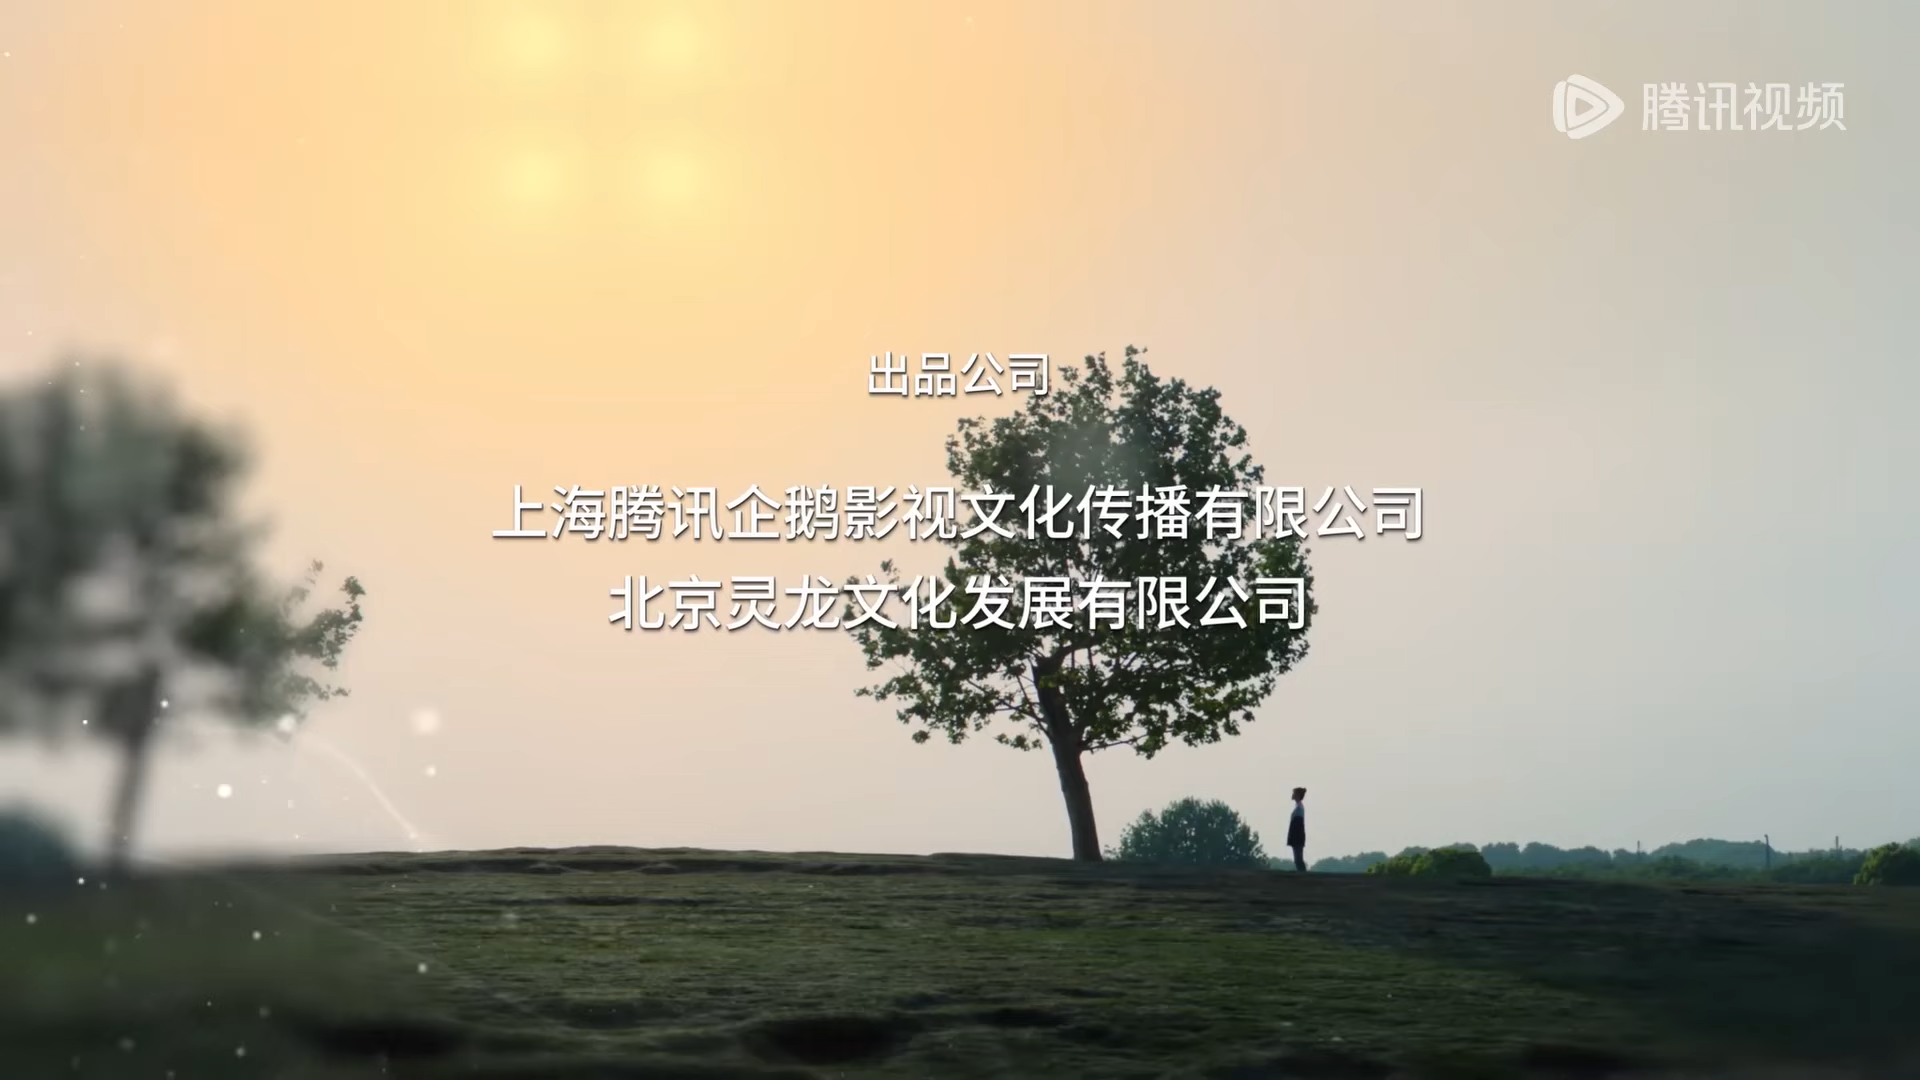 腾讯视频
出品公司
上海腾讯企鹅影视文化传播有限公司
北京灵龙文化发展有限公司